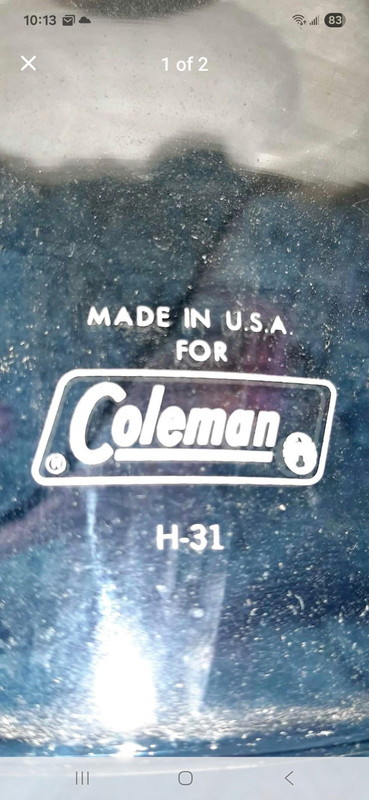 10:13
83
1 of 2
MADE IN U.S.A.
FOR
Coleman
®
H-31